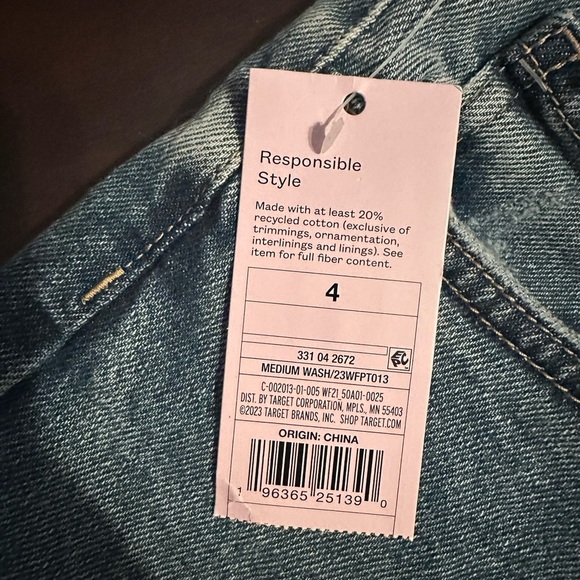 Responsible
Style
Made with at least 20%
recycled cotton (exclusive of
trimmings, ornamentation,
interlinings and linings). See
item for full fiber content.
4
331 04 2672
MEDIUM WASH/23WFPT013
C-002013-01-005 WF21_50A01-0025
DIST. BY TARGET CORPORATION, MPLS., MN 55403
©2023 TARGET BRANDS, INC. SHOP TARGET.COM
ORIGIN: CHINA
1 96365 25139 0